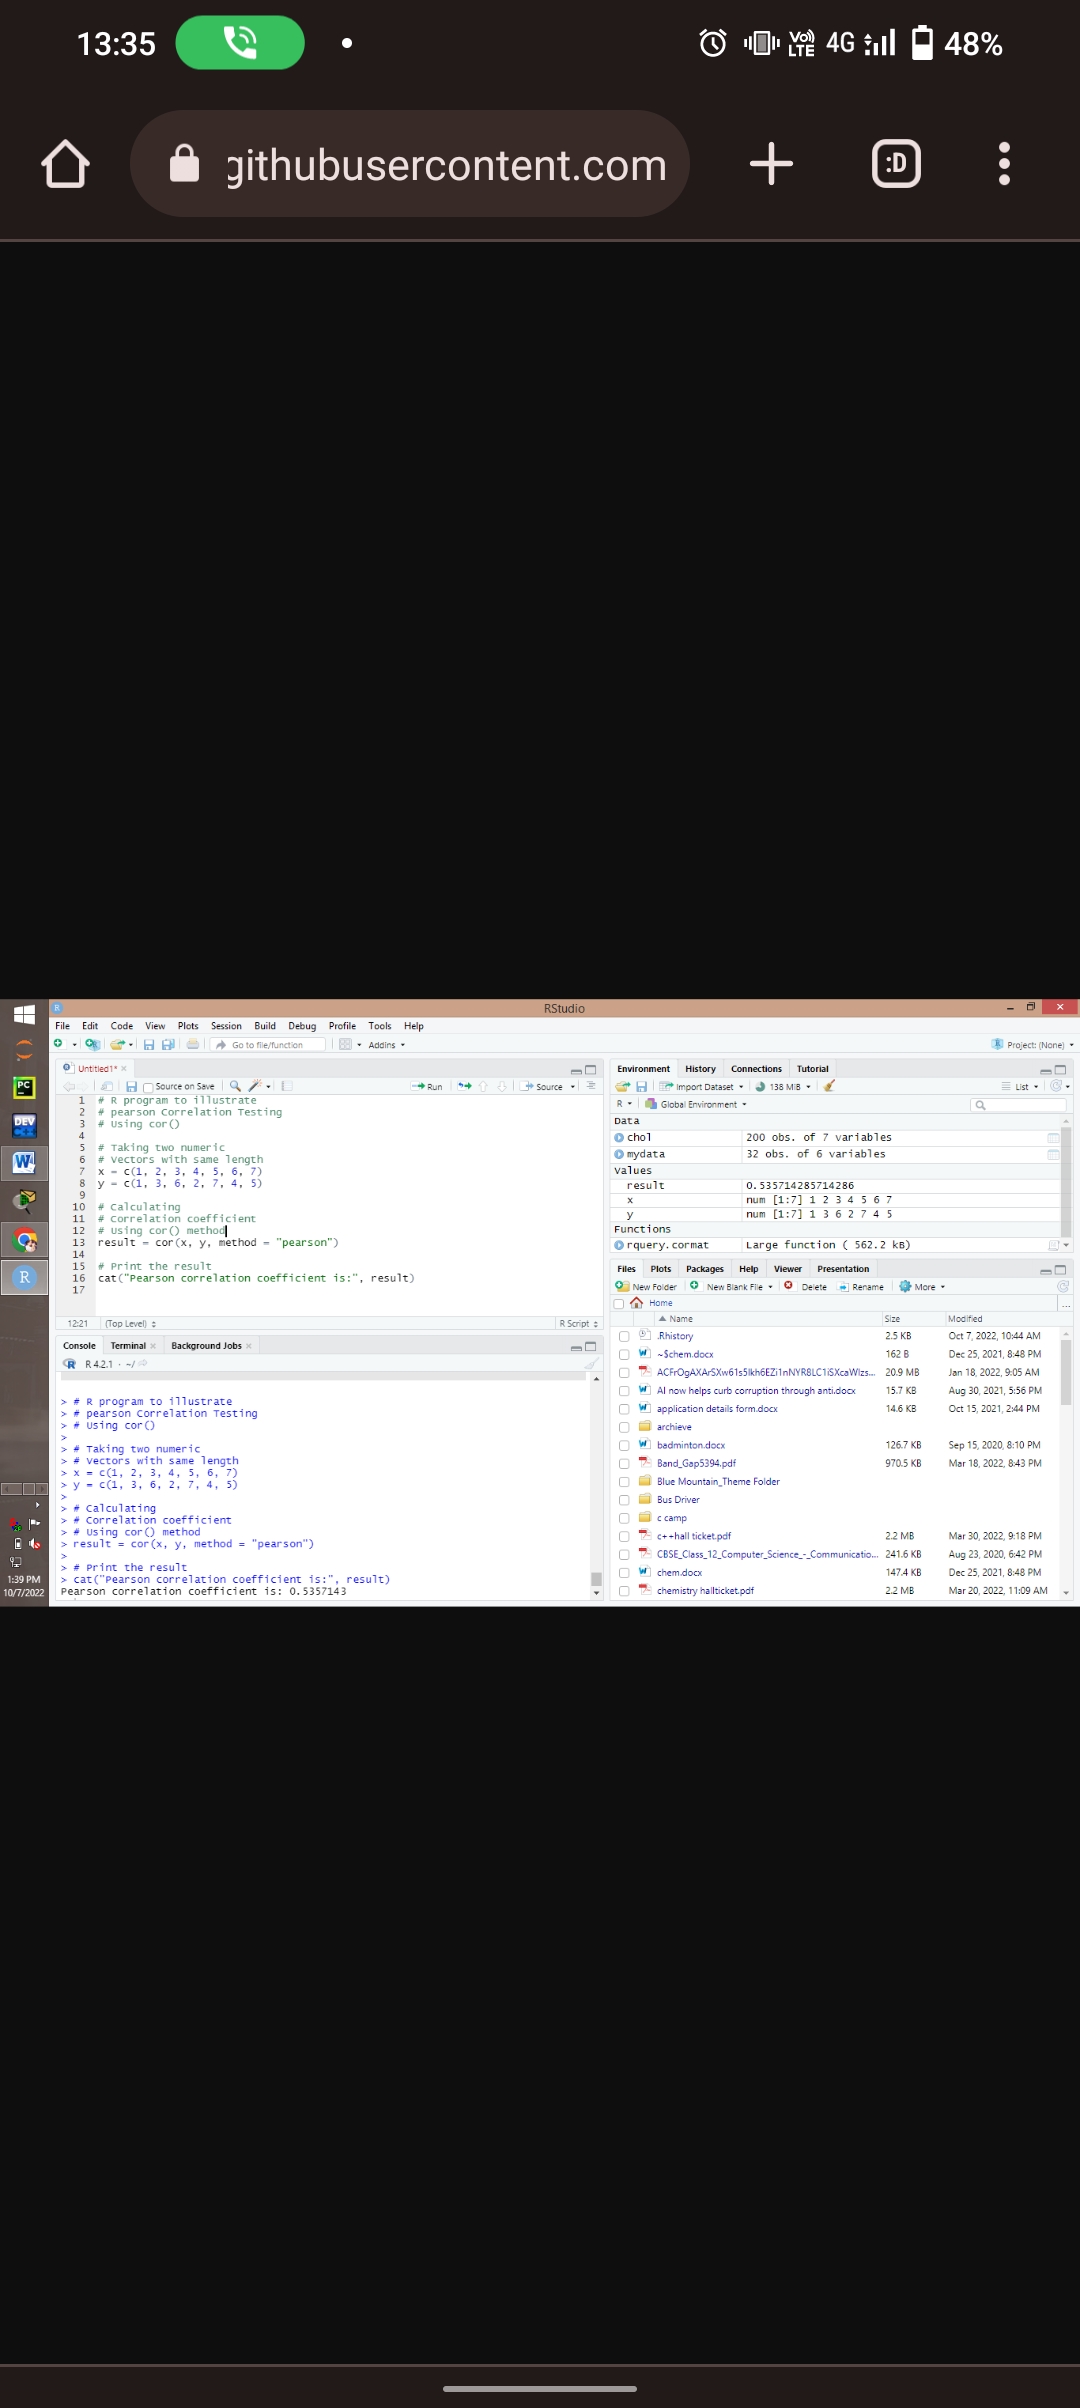 13:35
Vo))
LTE
4G
48%
githubusercontent.com
:D
RStudio
File Edit Code View Plots Session Build Debug Profile Tools Help
Go to file/function
Addins
Project: (None)
Untitled1*
Source on Save
Run
Source
1 # R program to illustrate
2 # pearson Correlation Testing
3 # Using cor()
4
5 # Taking two numeric
6 # Vectors with same length
7 x = c(1, 2, 3, 4, 5, 6, 7)
8 y = c(1, 3, 6, 2, 7, 4, 5)
9
10 # Calculating
11 # Correlation coefficient
12 # Using cor() method
13 result = cor(x, y, method = "pearson")
14
15 # Print the result
16 cat("Pearson correlation coefficient is:", result)
17
12:21 (Top Level)
R Script
Console Terminal Background Jobs
R 4.2.1 · ~/
> # R program to illustrate
> # pearson Correlation Testing
> # Using cor()
>
> # Taking two numeric
> # Vectors with same length
> x = c(1, 2, 3, 4, 5, 6, 7)
> y = c(1, 3, 6, 2, 7, 4, 5)
>
> # Calculating
> # Correlation coefficient
> # Using cor() method
> result = cor(x, y, method = "pearson")
>
> # Print the result
> cat("Pearson correlation coefficient is:", result)
Pearson correlation coefficient is: 0.5357143
Environment History Connections Tutorial
Import Dataset
138 MiB
List
R
Global Environment
Data
chol 200 obs. of 7 variables
mydata 32 obs. of 6 variables
Values
result 0.535714285714286
x num [1:7] 1 2 3 4 5 6 7
y num [1:7] 1 3 6 2 7 4 5
Functions
rquery.cormat Large function ( 562.2 kB)
Files Plots Packages Help Viewer Presentation
New Folder New Blank File Delete Rename More
Home
Name Size Modified
.Rhistory 2.5 KB Oct 7, 2022, 10:44 AM
~$chem.docx 162 B Dec 25, 2021, 8:48 PM
20.9 MB Jan 18, 2022, 9:05 AM
AI now helps curb corruption through anti.docx 15.7 KB Aug 30, 2021, 5:56 PM
application details form.docx 14.6 KB Oct 15, 2021, 2:44 PM
archieve
badminton.docx 126.7 KB Sep 15, 2020, 8:10 PM
Band_Gap5394.pdf 970.5 KB Mar 18, 2022, 8:43 PM
Blue Mountain_Theme Folder
Bus Driver
c camp
c++hall ticket.pdf 2.2 MB Mar 30, 2022, 9:18 PM
CBSE_Class_12_Computer_Science_-_Communicatio... 241.6 KB Aug 23, 2020, 6:42 PM
chem.docx 147.4 KB Dec 25, 2021, 8:48 PM
chemistry hallticket.pdf 2.2 MB Mar 20, 2022, 11:09 AM
PC
DEV
C++
W
R
1:39 PM
10/7/2022